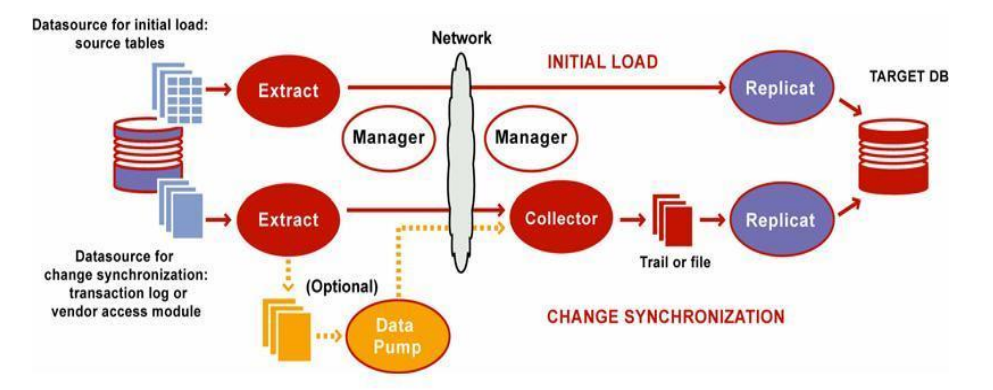 Datasource for initial load:
source tables
Network
INITIAL LOAD
TARGET DB
Extract
Replicat
Manager
Manager
Extract
Collector
Replicat
Trail or file
Datasource for
change synchronization:
transaction log or
vendor access module
(Optional)
Data
Pump
CHANGE SYNCHRONIZATION